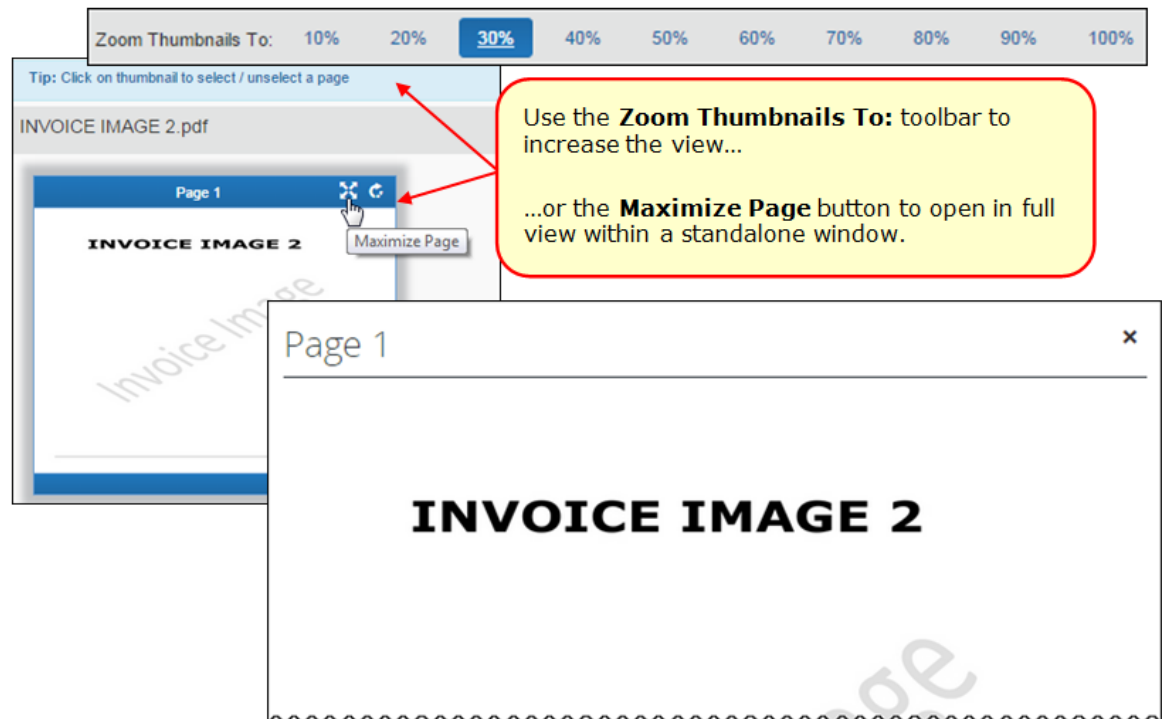 Zoom Thumbnails To: 10% 20% 30% 40% 50% 60% 70% 80% 90% 100%
Tip: Click on thumbnail to select / unselect a page
INVOICE IMAGE 2.pdf
Page 1
INVOICE IMAGE 2
Maximize Page
Invoice Image
Use the Zoom Thumbnails To: toolbar to
increase the view...
...or the Maximize Page button to open in full
view within a standalone window.
Page 1 ×
INVOICE IMAGE 2
age